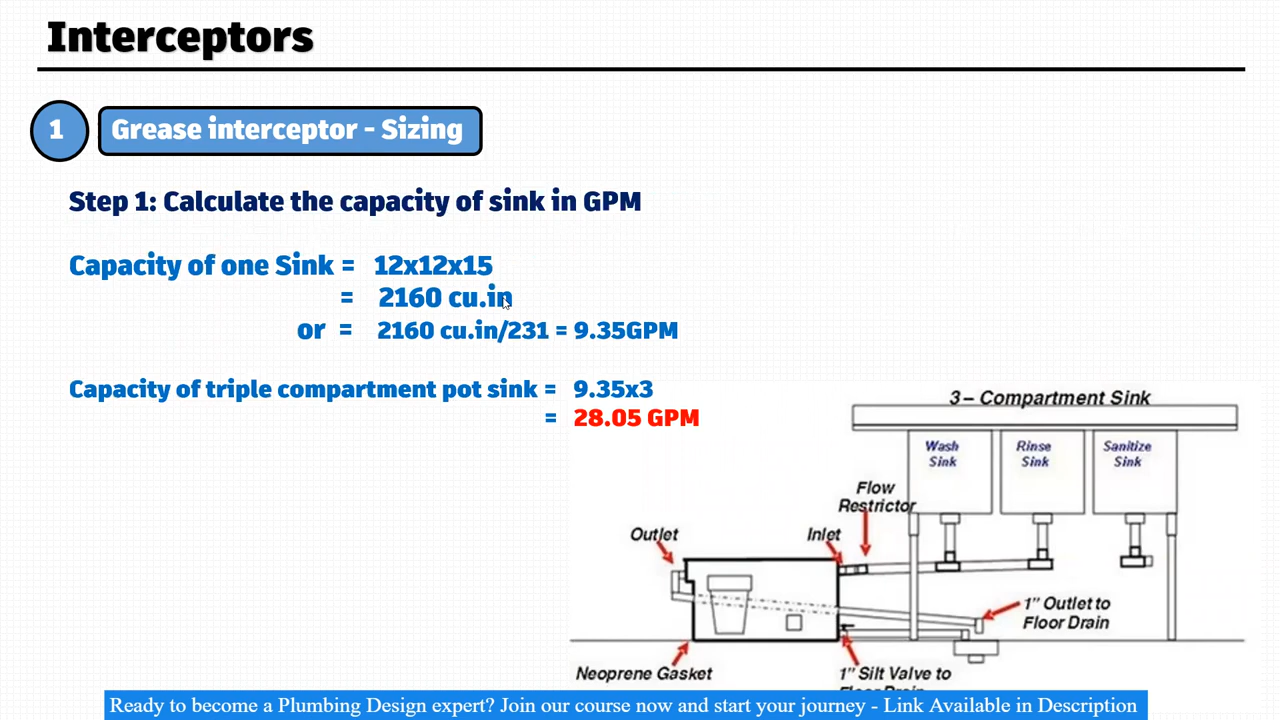 Interceptors
1 Grease interceptor - Sizing
Step 1: Calculate the capacity of sink in GPM
Capacity of one Sink = 12x12x15
= 2160 cu.in
or = 2160 cu.in/231 = 9.35GPM
Capacity of triple compartment pot sink = 9.35x3
= 28.05 GPM
3 – Compartment Sink
Wash Sink
Rinse Sink
Sanitize Sink
Flow
Restrictor
Outlet
Inlet
1" Outlet to
Floor Drain
Neoprene Gasket
1" Silt Valve to
Floor Drain
Ready to become a Plumbing Design expert? Join our course now and start your journey - Link Available in Description